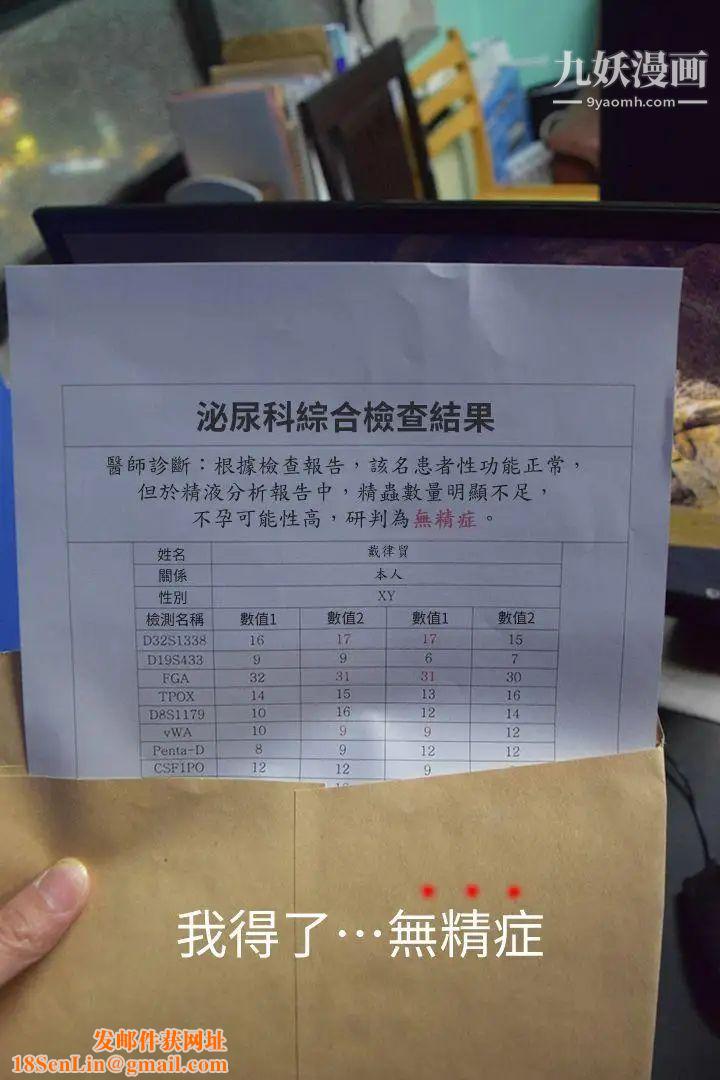 九妖漫画
9yaomh.com
泌尿科綜合檢查結果
醫師診斷：根據檢查報告，該名患者性功能正常，
但於精液分析報告中，精蟲數量明顯不足，
不孕可能性高，研判為無精症。
姓名 戴律貿
關係 本人
性別 XY
檢測名稱 數值1 數值2 數值1 數值2
D32S1338 16 17 17 15
D19S433 9 9 6 7
FGA 32 31 31 30
TPOX 14 15 13 16
D8S1179 10 16 12 14
vWA 10 9 9 12
Penta-D 8 9 12 12
CSF1PO 12 12 9
我得了…無精症
发邮件获网址
18ScnLin@gmail.com